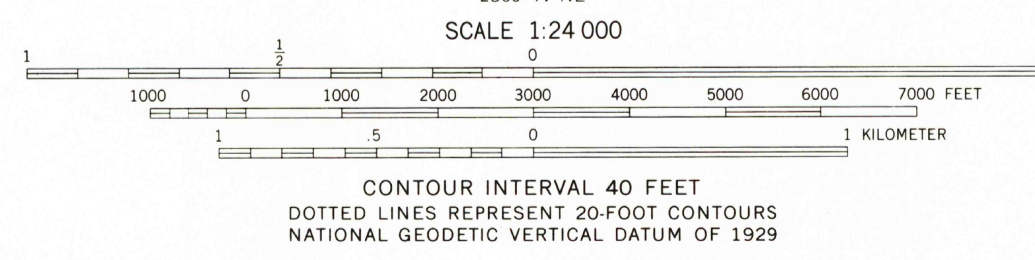 SCALE 1:24 000
1 1/2 0
1000 0 1000 2000 3000 4000 5000 6000 7000 FEET
1 .5 0 1 KILOMETER
CONTOUR INTERVAL 40 FEET
DOTTED LINES REPRESENT 20-FOOT CONTOURS
NATIONAL GEODETIC VERTICAL DATUM OF 1929